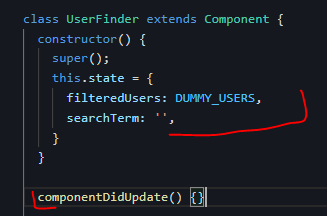 class UserFinder extends Component {
constructor() {
super();
this.state = {
filteredUsers: DUMMY_USERS,
searchTerm: '',
}
}
componentDidUpdate() {}